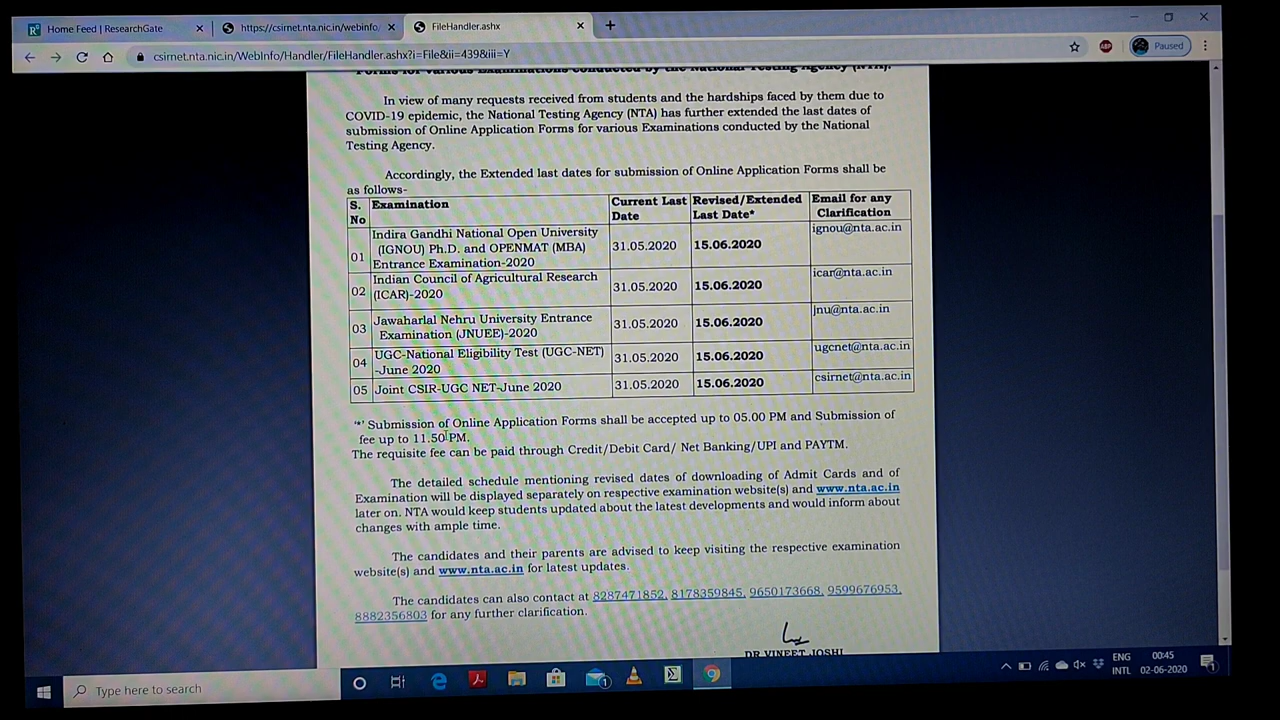 Home Feed | ResearchGate
https://csirnet.nta.nic.in/webinfo
FileHandler.ashx
csirnet.nta.nic.in/WebInfo/Handler/FileHandler.ashx?i=File&ii=439&iii=Y
ABP
Paused
Forms for various Examinations conducted by the National Testing Agency (NTA).
In view of many requests received from students and the hardships faced by them due to
COVID-19 epidemic, the National Testing Agency (NTA) has further extended the last dates of
submission of Online Application Forms for various Examinations conducted by the National
Testing Agency.
Accordingly, the Extended last dates for submission of Online Application Forms shall be
as follows-
S. No Examination Current Last Date Revised/Extended Last Date* Email for any Clarification
01 Indira Gandhi National Open University (IGNOU) Ph.D. and OPENMAT (MBA) Entrance Examination-2020 31.05.2020 15.06.2020 ignou@nta.ac.in
02 Indian Council of Agricultural Research (ICAR)-2020 31.05.2020 15.06.2020 icar@nta.ac.in
03 Jawaharlal Nehru University Entrance Examination (JNUEE)-2020 31.05.2020 15.06.2020 jnu@nta.ac.in
04 UGC-National Eligibility Test (UGC-NET) -June 2020 31.05.2020 15.06.2020 ugcnet@nta.ac.in
05 Joint CSIR-UGC NET-June 2020 31.05.2020 15.06.2020 csirnet@nta.ac.in
'*' Submission of Online Application Forms shall be accepted up to 05.00 PM and Submission of
fee up to 11.50 PM.
The requisite fee can be paid through Credit/Debit Card/ Net Banking/UPI and PAYTM.
The detailed schedule mentioning revised dates of downloading of Admit Cards and of
Examination will be displayed separately on respective examination website(s) and www.nta.ac.in
later on. NTA would keep students updated about the latest developments and would inform about
changes with ample time.
The candidates and their parents are advised to keep visiting the respective examination
website(s) and www.nta.ac.in for latest updates.
The candidates can also contact at 8287471852, 8178359845, 9650173668, 9599676953,
8882356803 for any further clarification.
DR VINEET JOSHI
Type here to search
ENG
INTL
00:45
02-06-2020